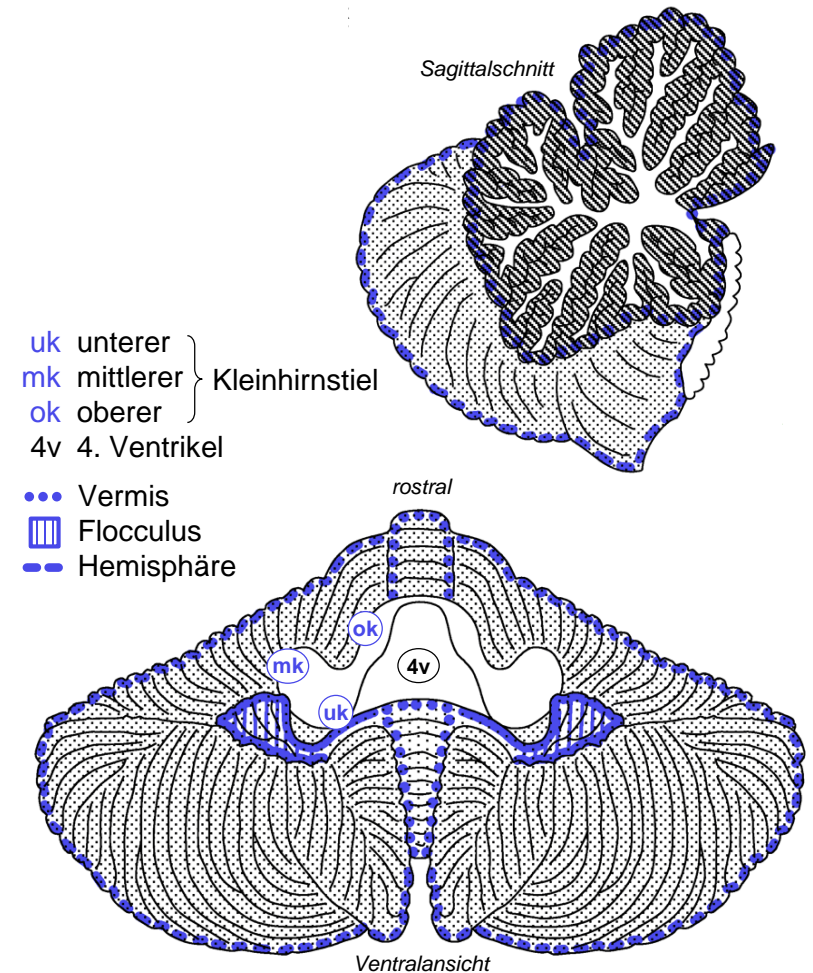 Sagittalschnitt
uk unterer
mk mittlerer } Kleinhirnstiel
ok oberer
4v 4. Ventrikel
Vermis
Flocculus
Hemisphäre
rostral
ok
mk
4v
uk
Ventralansicht